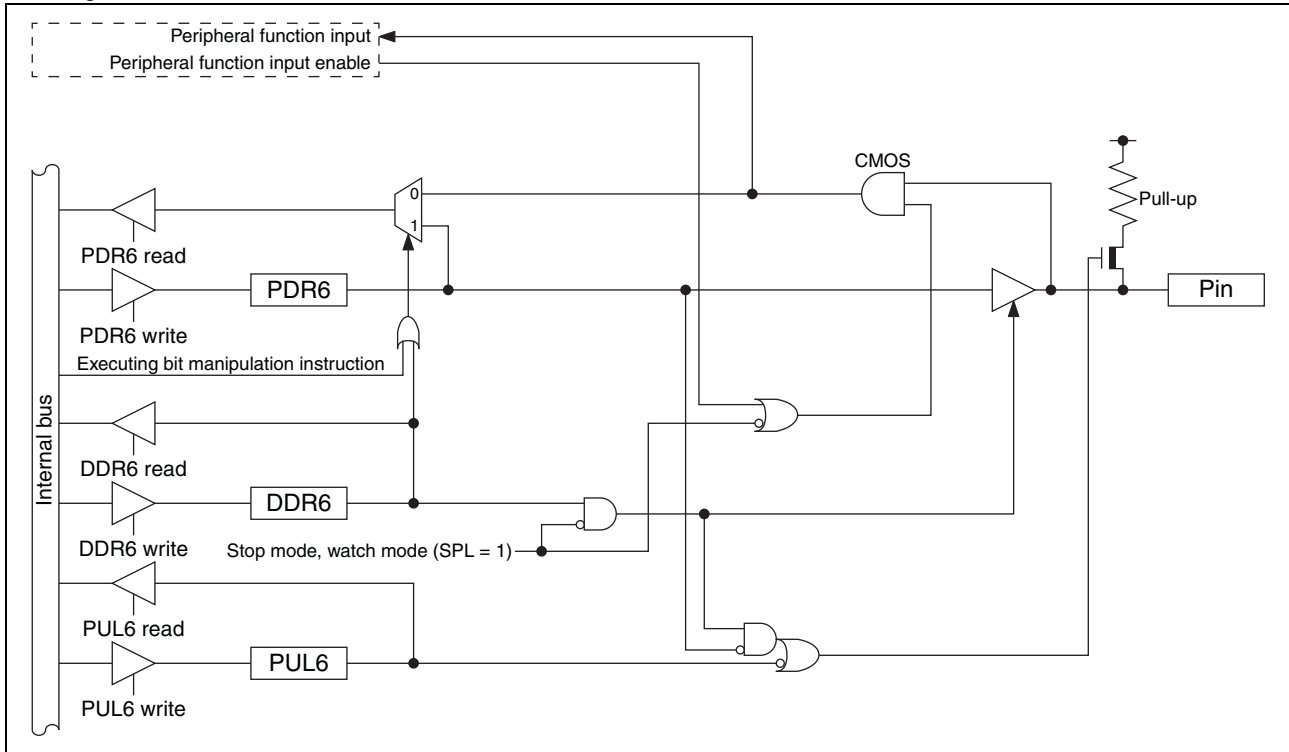 Peripheral function input
Peripheral function input enable
CMOS
0
Pull-up
1
PDR6 read
PDR6
Pin
PDR6 write
Executing bit manipulation instruction
Internal bus
DDR6 read
DDR6
DDR6 write
Stop mode, watch mode (SPL = 1)
PUL6 read
PUL6
PUL6 write